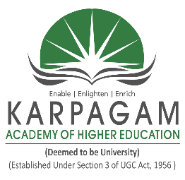 Enable | Enlighten | Enrich
KARPAGAM
ACADEMY OF HIGHER EDUCATION
(Deemed to be University)
(Established Under Section 3 of UGC Act, 1956 )